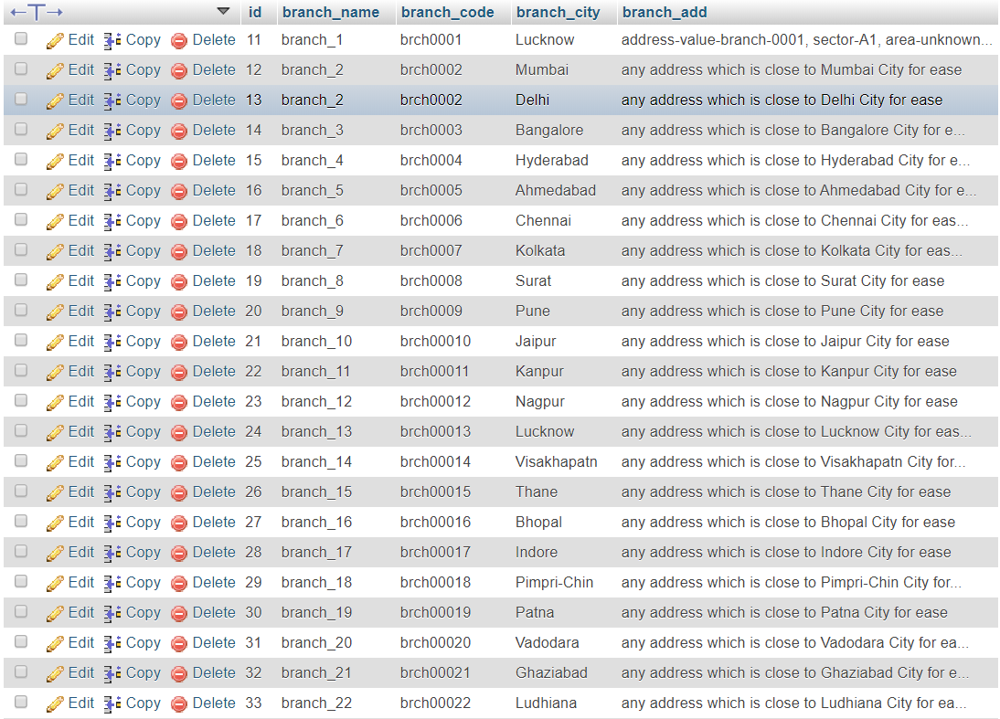 ←T→ id branch_name branch_code branch_city branch_add
Edit Copy Delete 11 branch_1 brch0001 Lucknow address-value-branch-0001, sector-A1, area-unknown...
Edit Copy Delete 12 branch_2 brch0002 Mumbai any address which is close to Mumbai City for ease
Edit Copy Delete 13 branch_2 brch0002 Delhi any address which is close to Delhi City for ease
Edit Copy Delete 14 branch_3 brch0003 Bangalore any address which is close to Bangalore City for e...
Edit Copy Delete 15 branch_4 brch0004 Hyderabad any address which is close to Hyderabad City for e...
Edit Copy Delete 16 branch_5 brch0005 Ahmedabad any address which is close to Ahmedabad City for e...
Edit Copy Delete 17 branch_6 brch0006 Chennai any address which is close to Chennai City for eas...
Edit Copy Delete 18 branch_7 brch0007 Kolkata any address which is close to Kolkata City for eas...
Edit Copy Delete 19 branch_8 brch0008 Surat any address which is close to Surat City for ease
Edit Copy Delete 20 branch_9 brch0009 Pune any address which is close to Pune City for ease
Edit Copy Delete 21 branch_10 brch00010 Jaipur any address which is close to Jaipur City for ease
Edit Copy Delete 22 branch_11 brch00011 Kanpur any address which is close to Kanpur City for ease
Edit Copy Delete 23 branch_12 brch00012 Nagpur any address which is close to Nagpur City for ease
Edit Copy Delete 24 branch_13 brch00013 Lucknow any address which is close to Lucknow City for eas...
Edit Copy Delete 25 branch_14 brch00014 Visakhapatn any address which is close to Visakhapatn City for...
Edit Copy Delete 26 branch_15 brch00015 Thane any address which is close to Thane City for ease
Edit Copy Delete 27 branch_16 brch00016 Bhopal any address which is close to Bhopal City for ease
Edit Copy Delete 28 branch_17 brch00017 Indore any address which is close to Indore City for ease
Edit Copy Delete 29 branch_18 brch00018 Pimpri-Chin any address which is close to Pimpri-Chin City for...
Edit Copy Delete 30 branch_19 brch00019 Patna any address which is close to Patna City for ease
Edit Copy Delete 31 branch_20 brch00020 Vadodara any address which is close to Vadodara City for ea...
Edit Copy Delete 32 branch_21 brch00021 Ghaziabad any address which is close to Ghaziabad City for e...
Edit Copy Delete 33 branch_22 brch00022 Ludhiana any address which is close to Ludhiana City for ea...